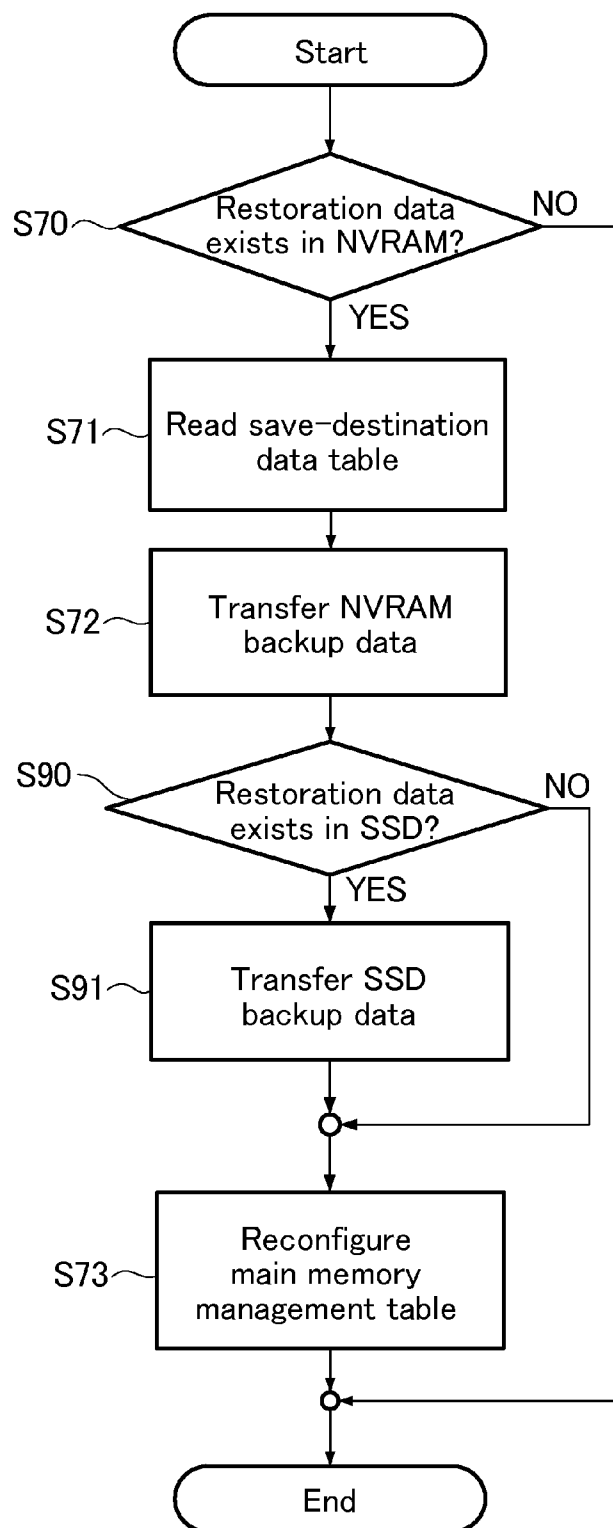 Start
S70
Restoration data
exists in NVRAM?
NO
YES
S71
Read save-destination
data table
S72
Transfer NVRAM
backup data
S90
Restoration data
exists in SSD?
NO
YES
S91
Transfer SSD
backup data
S73
Reconfigure
main memory
management table
End